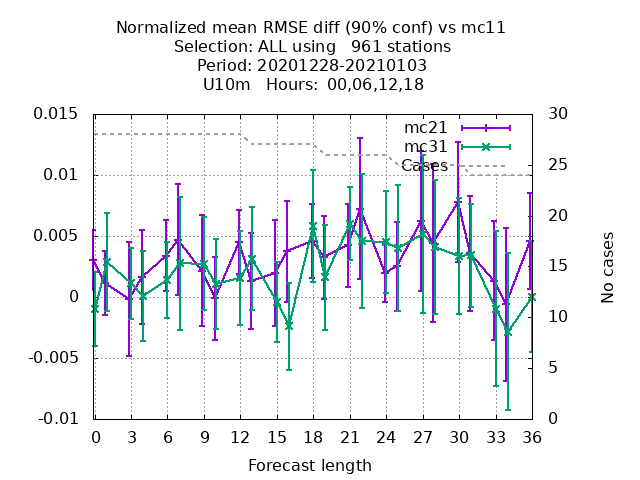 Normalized mean RMSE diff (90% conf) vs mc11
Selection: ALL using   961 stations
Period: 20201228-20210103
U10m   Hours: 00,06,12,18
0.015
0.01
0.005
0
-0.005
-0.01
30
25
20
15
10
5
0
mc21
mc31
Cases
No cases
0 3 6 9 12 15 18 21 24 27 30 33 36
Forecast length